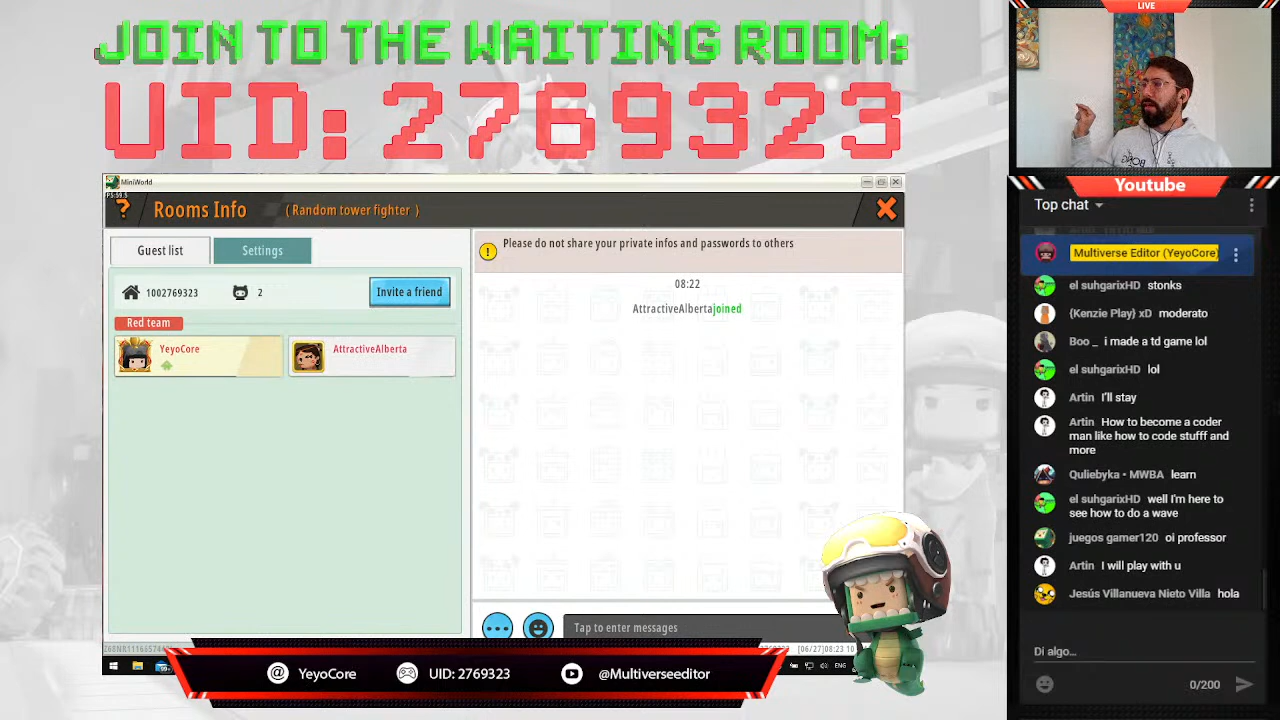 JOIN TO THE WAITING ROOM:
UID: 2769323
LIVE
MiniWorld
Rooms Info
( Random tower fighter )
Guest list
Settings
1002769323
2
Invite a friend
Red team
YeyoCore
AttractiveAlberta
Please do not share your private infos and passwords to others
08:22
AttractiveAlbertajoined
Tap to enter messages
ENG
YeyoCore
UID: 2769323
@Multiverseeditor
Youtube
Top chat
Multiverse Editor (YeyoCore)
el suhgarixHD stonks
{Kenzie Play} xD moderato
Boo _ i made a td game lol
el suhgarixHD lol
Artin I'll stay
Artin How to become a coder
man like how to code stufff and
more
Quliebyka • MWBA learn
el suhgarixHD well I'm here to
see how to do a wave
juegos gamer120 oi professor
Artin I will play with u
Jesús Villanueva Nieto Villa hola
Di algo…
0/200